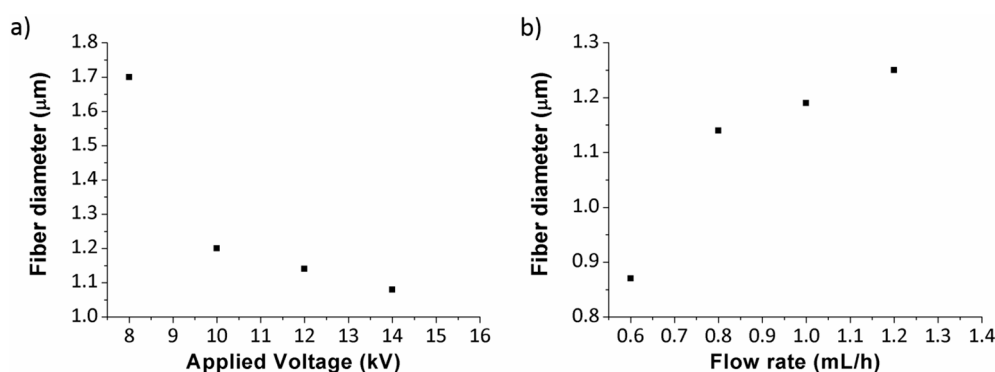 a)
Fiber diameter (μm)
1.8
1.7
1.6
1.5
1.4
1.3
1.2
1.1
1.0
8 9 10 11 12 13 14 15 16
Applied Voltage (kV)
b)
Fiber diameter (μm)
1.3
1.2
1.1
1.0
0.9
0.8
0.6 0.7 0.8 0.9 1.0 1.1 1.2 1.3 1.4
Flow rate (mL/h)